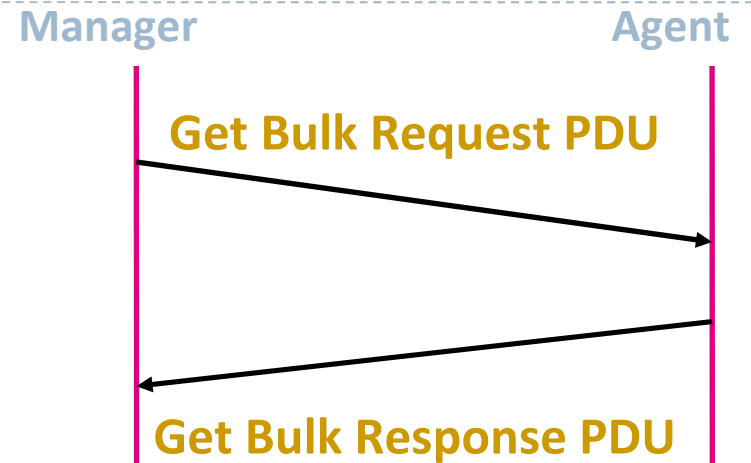 Manager
Agent
Get Bulk Request PDU
Get Bulk Response PDU